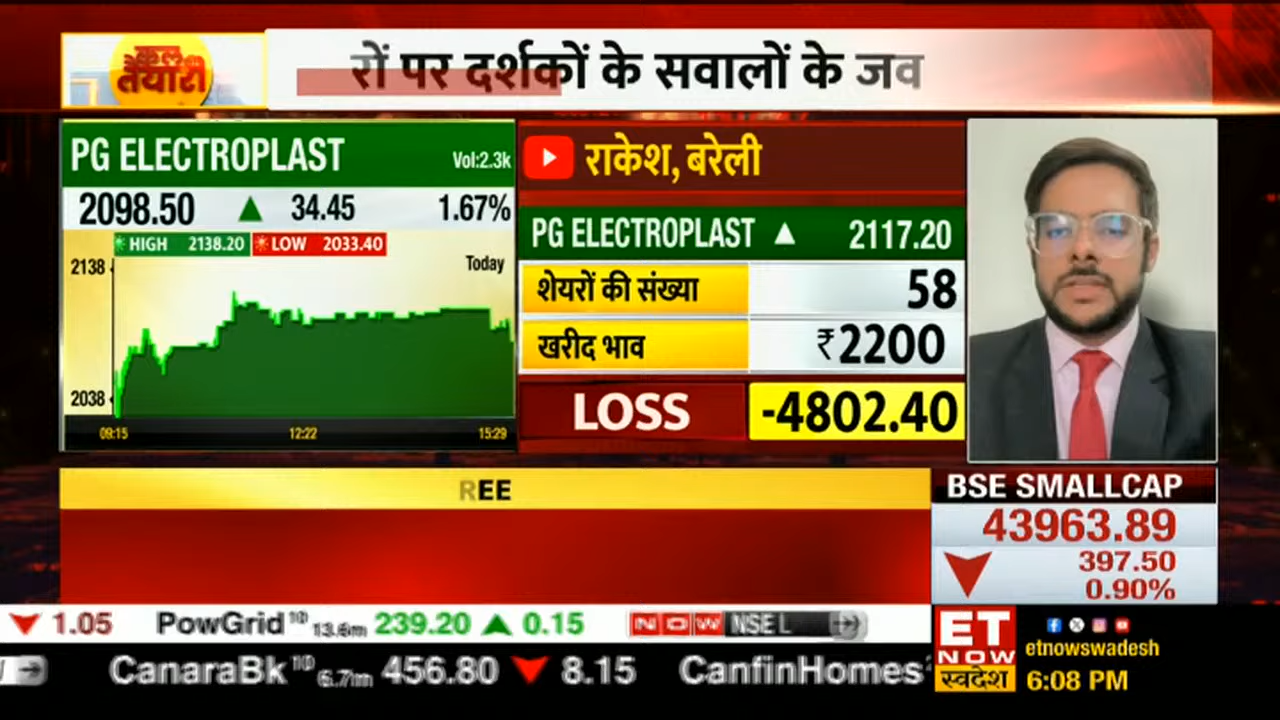 कल की तैयारी
रों पर दर्शकों के सवालों के जव
PG ELECTROPLAST Vol:2.3k
2098.50 ▲ 34.45 1.67%
HIGH 2138.20 LOW 2033.40
Today
2138
2038
09:15 12:22 15:29
राकेश, बरेली
PG ELECTROPLAST ▲ 2117.20
शेयरों की संख्या 58
खरीद भाव ₹2200
LOSS -4802.40
REE
BSE SMALLCAP
43963.89
▼ 397.50
0.90%
▼ 1.05 PowGrid 10 13.6m 239.20 ▲ 0.15 NOW NSE L
CanaraBk 10 6.7m 456.80 ▼ 8.15 CanfinHomes
ET NOW स्वदेश
etnowswadesh
6:08 PM